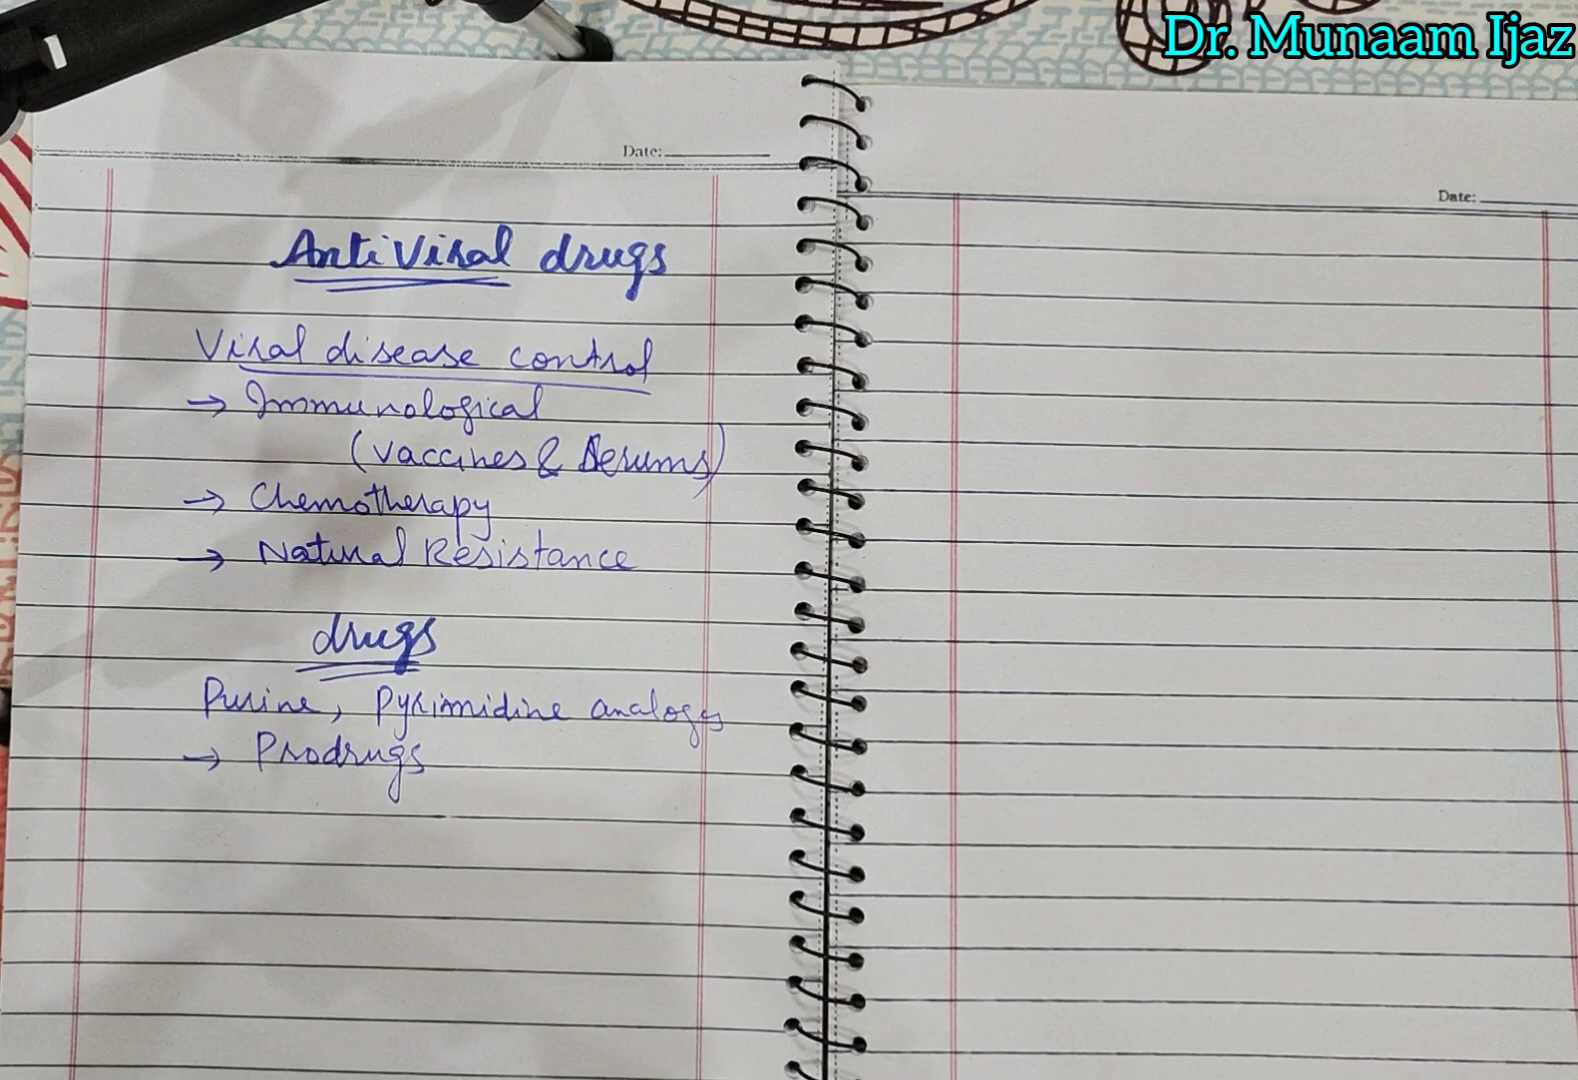 Dr. Munaam Ijaz
Date:
Date:
Anti Viral drugs
Viral disease control
→ Immunological
(vaccines & Serums)
→ Chemotherapy
→ Natural Resistance
drugs
Purine, Pyrimidine analoges
→ Prodrugs